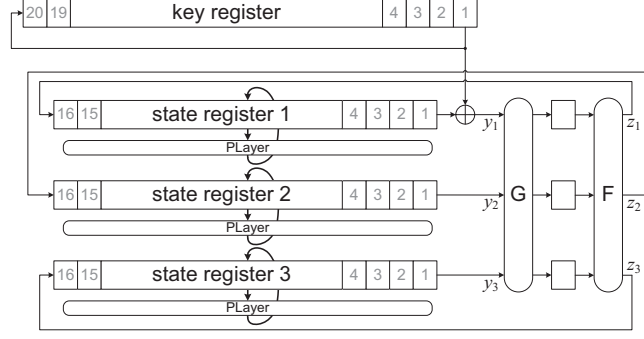 20 19 key register 4 3 2 1
16 15 state register 1 4 3 2 1 y1 z1
PLayer
16 15 state register 2 4 3 2 1 y2 G F z2
PLayer
16 15 state register 3 4 3 2 1 y3 z3
PLayer